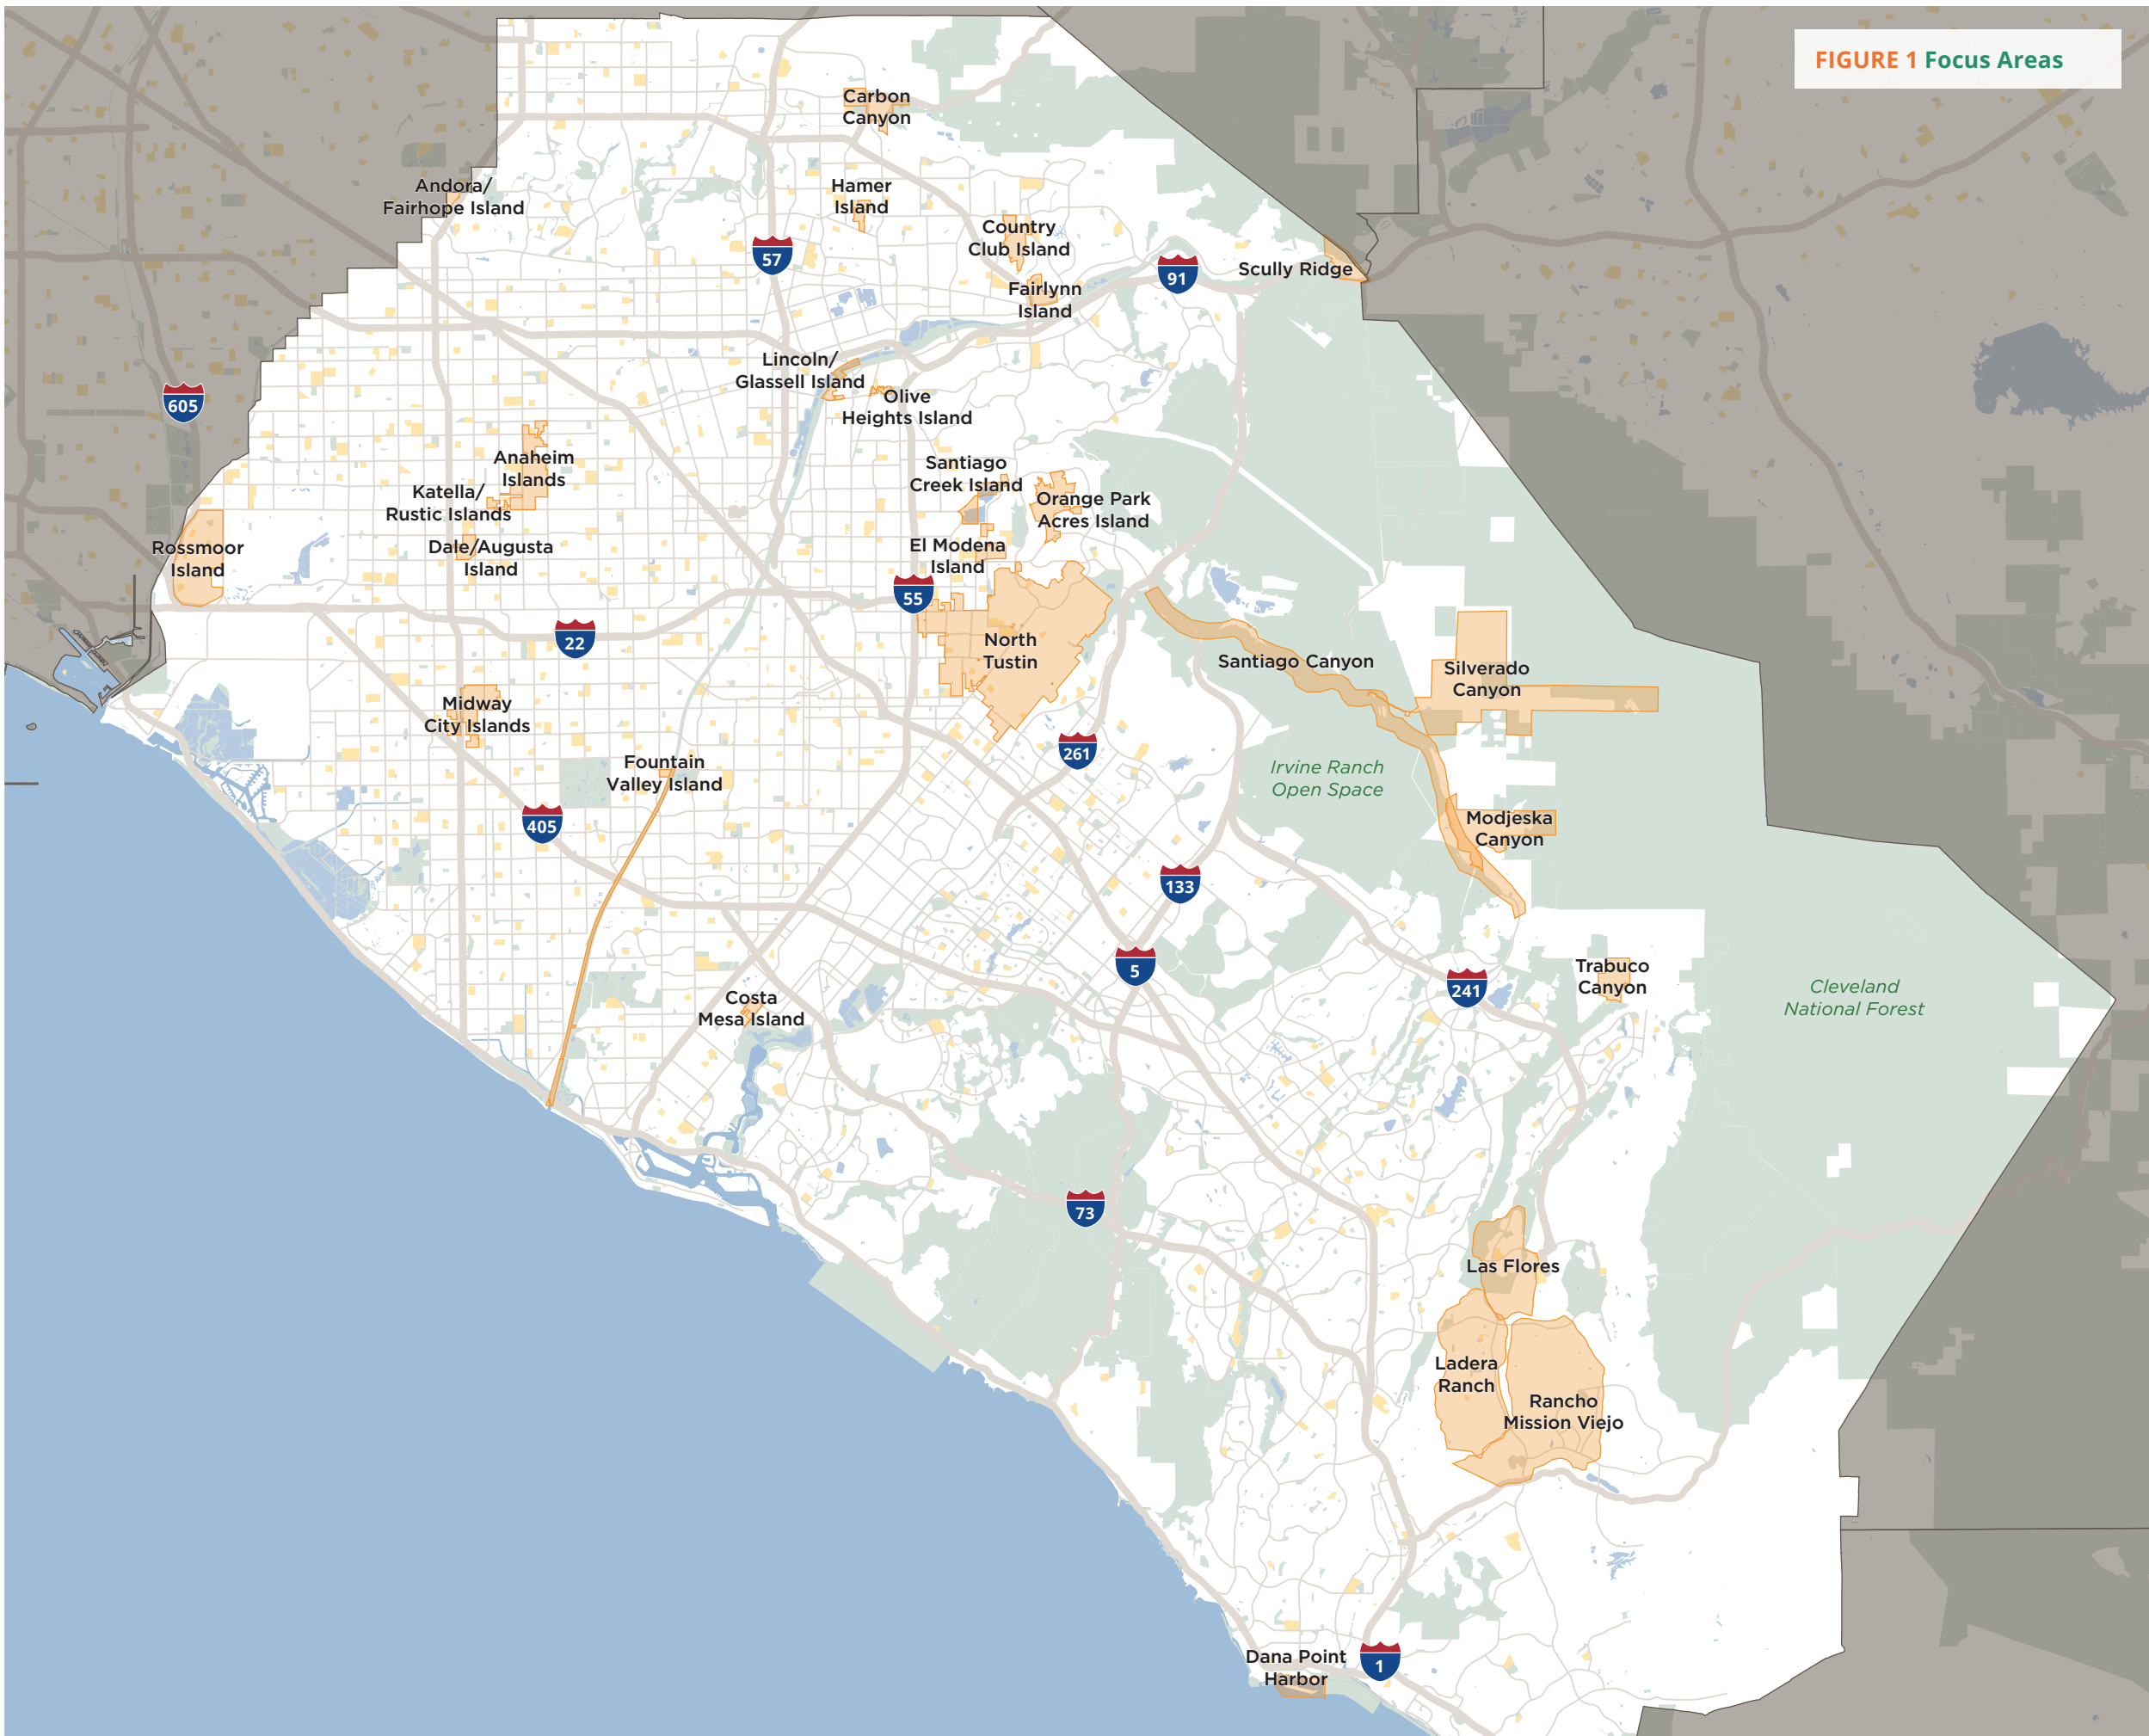 FIGURE 1 Focus Areas
Carbon
Canyon
Andora/
Fairhope Island
Hamer
Island
Country
Club Island
57
91
Scully Ridge
Fairlynn
Island
Lincoln/
Glassell Island
605
Olive
Heights Island
Anaheim
Islands
Santiago
Creek Island
Katella/
Rustic Islands
Orange Park
Acres Island
Rossmoor
Island
Dale/Augusta
Island
El Modena
Island
55
22
North
Tustin
Santiago Canyon
Silverado
Canyon
Midway
City Islands
261
Fountain
Valley Island
Irvine Ranch
Open Space
405
Modjeska
Canyon
133
5
Trabuco
Canyon
241
Cleveland
National Forest
Costa
Mesa Island
73
Las Flores
Ladera
Ranch
Rancho
Mission Viejo
Dana Point
Harbor
1